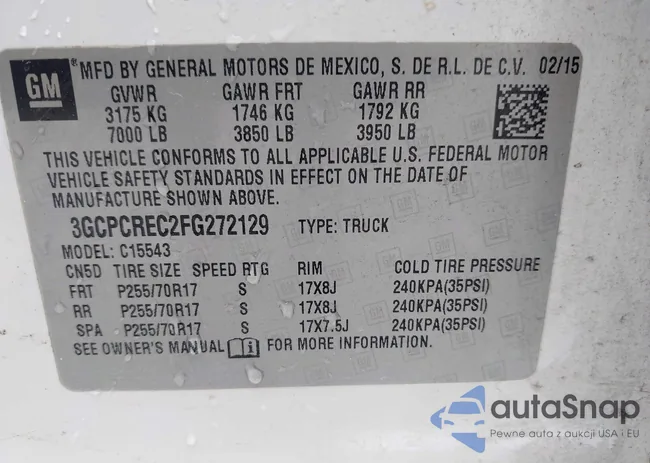 GM ® MFD BY GENERAL MOTORS DE MEXICO, S. DE R.L. DE C.V. 02/15
GVWR GAWR FRT GAWR RR
3175 KG 1746 KG 1792 KG
7000 LB 3850 LB 3950 LB
THIS VEHICLE CONFORMS TO ALL APPLICABLE U.S. FEDERAL MOTOR
VEHICLE SAFETY STANDARDS IN EFFECT ON THE DATE OF
MANUFACTURE SHOWN ABOVE.
3GCPCREC2FG272129 TYPE: TRUCK
MODEL: C15543
CN5D TIRE SIZE SPEED RTG RIM COLD TIRE PRESSURE
FRT P255/70R17 S 17X8J 240KPA(35PSI)
RR P255/70R17 S 17X8J 240KPA(35PSI)
SPA P255/70R17 S 17X7.5J 240KPA(35PSI)
SEE OWNER'S MANUAL FOR MORE INFORMATION.
autaSnap
Pewne auta z aukcji USA i EU